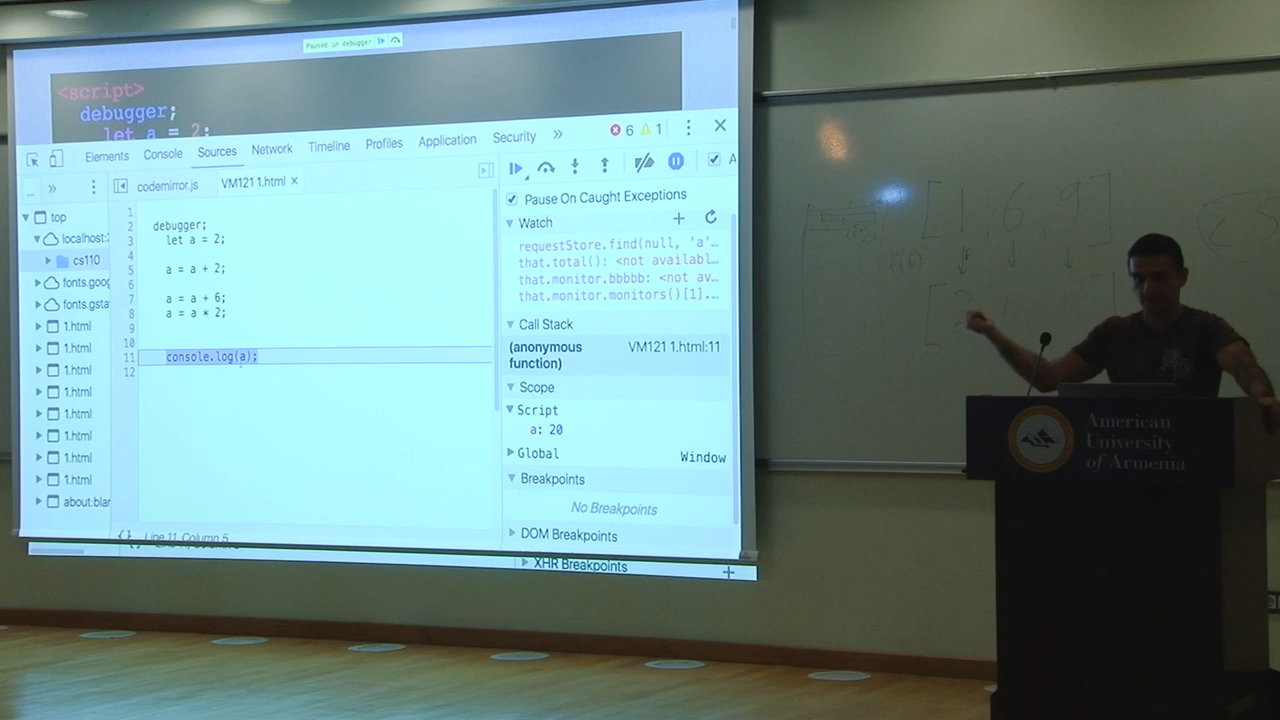 Paused in debugger
<script>
debugger;
let a = 2;
Elements Console Sources Network Timeline Profiles Application Security » 6 1
codemirror.js VM121 1.html ×
top
localhost:
cs110
fonts.goog
fonts.gsta
1.html
1.html
1.html
1.html
1.html
1.html
1.html
1.html
about:blar
1
2 debugger;
3 let a = 2;
4
5 a = a + 2;
6
7 a = a + 6;
8 a = a * 2;
9
10
11 console.log(a);
12
{} Line 11, Column 5
A
Pause On Caught Exceptions
Watch
requestStore.find(null, 'a'…
that.total(): <not availabl…
that.monitor.bbbbb: <not av…
that.monitor.monitors()[1].…
Call Stack
(anonymous function) VM121 1.html:11
Scope
Script
a: 20
Global Window
Breakpoints
No Breakpoints
DOM Breakpoints
XHR Breakpoints
[1, 6, 9]
American
University
of Armenia